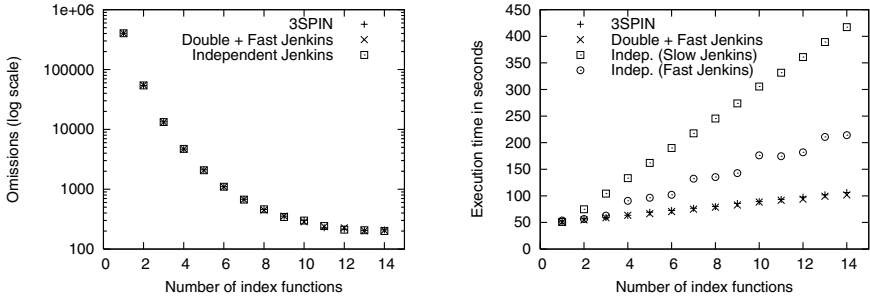 1e+06
100000
10000
1000
100
0
2
4
6
8
10
12
14
Omissions (log scale)
Number of index functions
3SPIN
Double + Fast Jenkins
Independent Jenkins
450
400
350
300
250
200
150
100
50
0
0
2
4
6
8
10
12
14
Execution time in seconds
Number of index functions
3SPIN
Double + Fast Jenkins
Indep. (Slow Jenkins)
Indep. (Fast Jenkins)